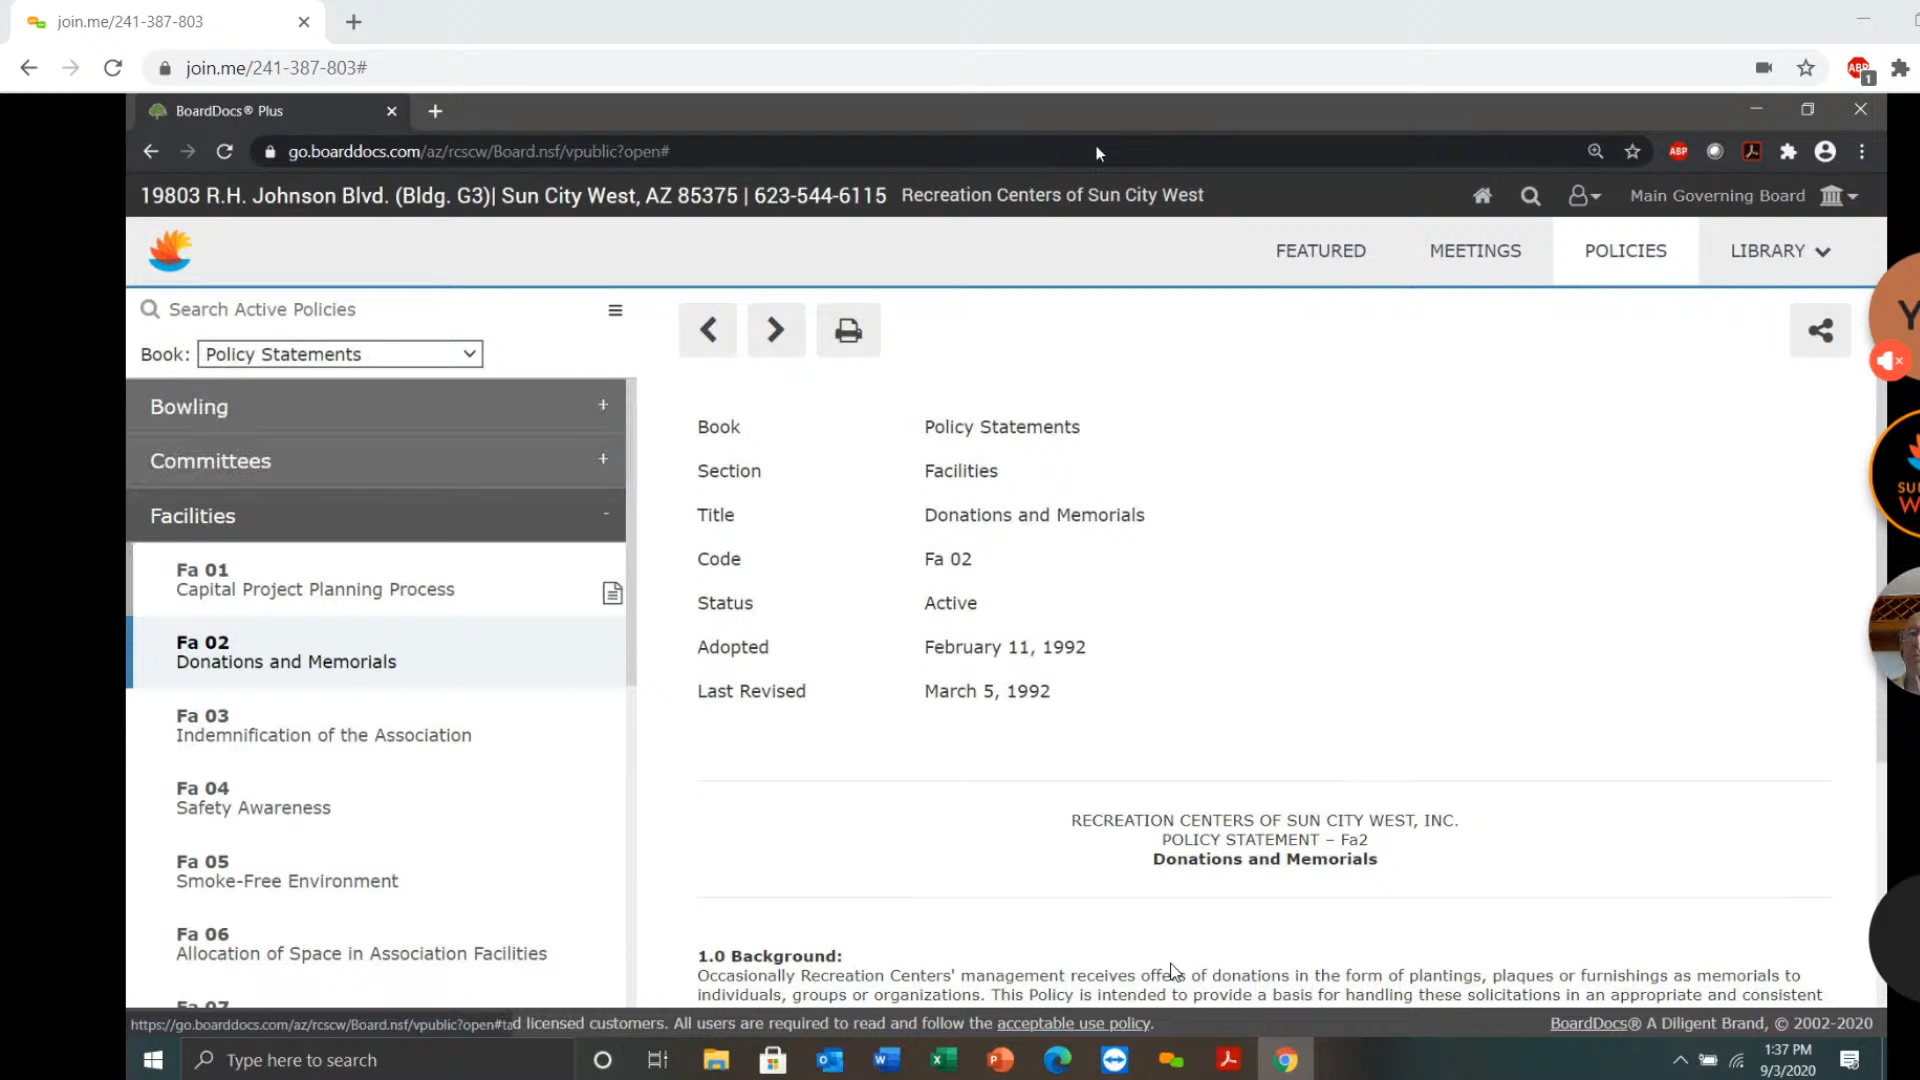 join.me/241-387-803
join.me/241-387-803#
ABP
1
BoardDocs® Plus
go.boarddocs.com/az/rcscw/Board.nsf/vpublic?open#
ABP
19803 R.H. Johnson Blvd. (Bldg. G3)| Sun City West, AZ 85375 | 623-544-6115 Recreation Centers of Sun City West
Main Governing Board
FEATURED MEETINGS POLICIES LIBRARY
Search Active Policies
Book: Policy Statements
Bowling +
Committees +
Facilities -
Fa 01
Capital Project Planning Process
Fa 02
Donations and Memorials
Fa 03
Indemnification of the Association
Fa 04
Safety Awareness
Fa 05
Smoke-Free Environment
Fa 06
Allocation of Space in Association Facilities
Fa 07
Book Policy Statements
Section Facilities
Title Donations and Memorials
Code Fa 02
Status Active
Adopted February 11, 1992
Last Revised March 5, 1992
RECREATION CENTERS OF SUN CITY WEST, INC.
POLICY STATEMENT – Fa2
Donations and Memorials
1.0 Background:
Occasionally Recreation Centers' management receives offers of donations in the form of plantings, plaques or furnishings as memorials to
individuals, groups or organizations. This Policy is intended to provide a basis for handling these solicitations in an appropriate and consistent
Y
SU
W
https://go.boarddocs.com/az/rcscw/Board.nsf/vpublic?open#ta
d licensed customers. All users are required to read and follow the acceptable use policy.
BoardDocs® A Diligent Brand, © 2002-2020
Type here to search
1:37 PM
9/3/2020